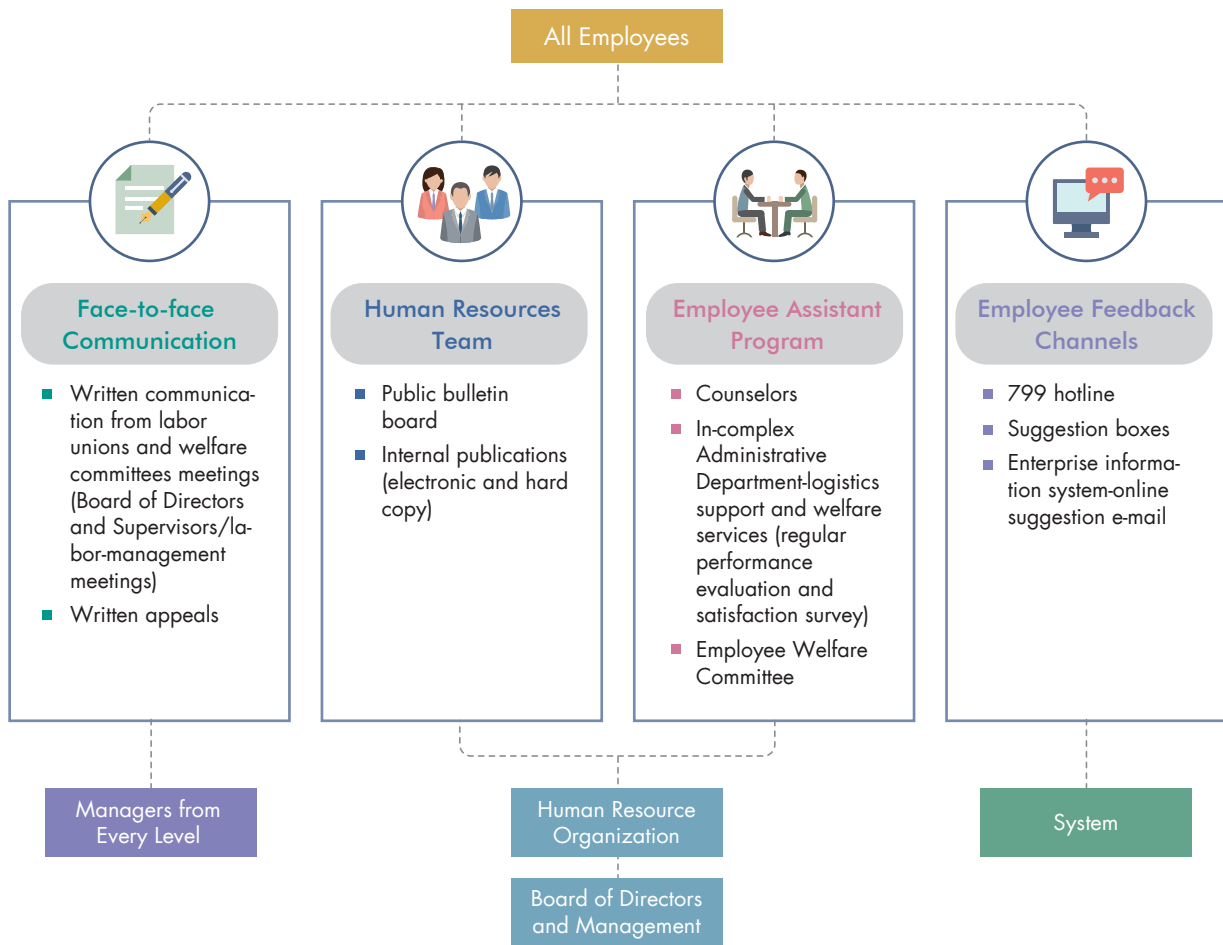 All Employees
Face-to-face
Communication
Written communica-
tion from labor
unions and welfare
committees meetings
(Board of Directors
and Supervisors/la-
bor-management
meetings)
Written appeals
Human Resources
Team
Public bulletin
board
Internal publications
(electronic and hard
copy)
Employee Assistant
Program
Counselors
In-complex
Administrative
Department-logistics
support and welfare
services (regular
performance
evaluation and
satisfaction survey)
Employee Welfare
Committee
Employee Feedback
Channels
799 hotline
Suggestion boxes
Enterprise informa-
tion system-online
suggestion e-mail
Managers from
Every Level
Human Resource
Organization
Board of Directors
and Management
System